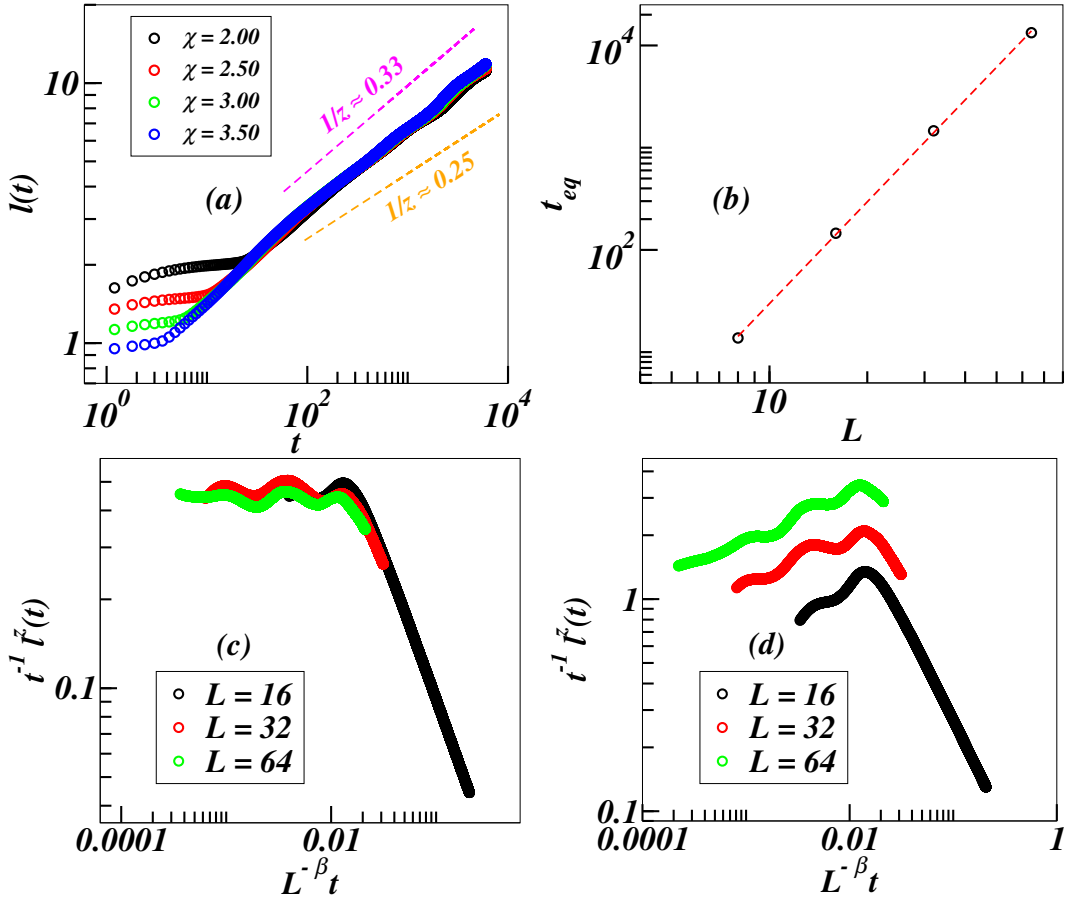 χ = 2.00
χ = 2.50
χ = 3.00
χ = 3.50
1/z ≈ 0.33
1/z ≈ 0.25
(a)
l(t)
10
1
10^0
10^2
10^4
t
(b)
t_eq
10^4
10^2
10
L
(c)
t^-1 l^z(t)
0.1
L = 16
L = 32
L = 64
0.0001
0.01
L^-β t
(d)
t^-1 l^z(t)
1
0.1
L = 16
L = 32
L = 64
0.0001
0.01
1
L^-β t